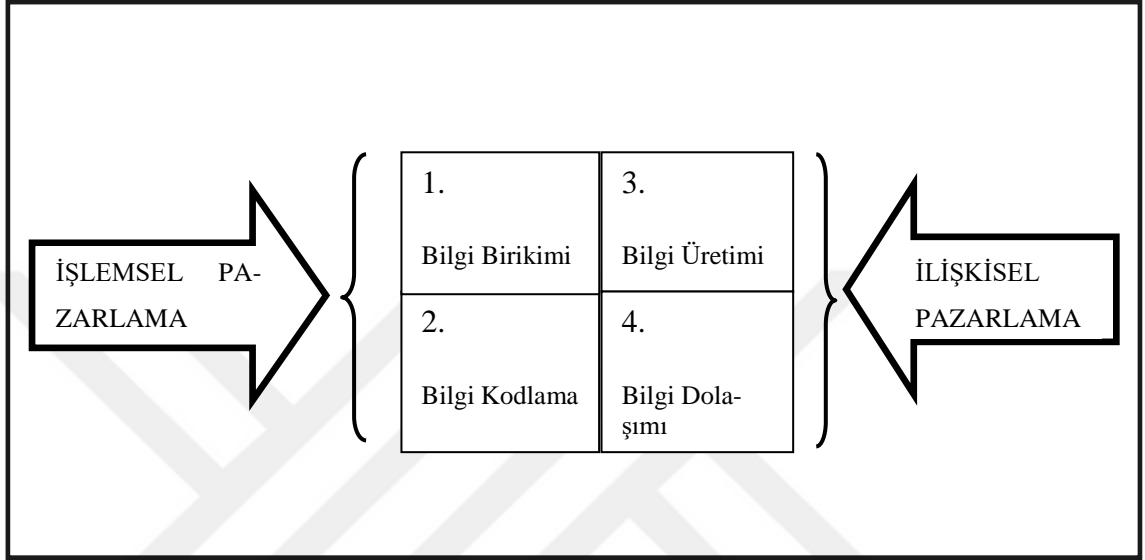 İŞLEMSEL PA-
ZARLAMA
1.
Bilgi Birikimi
2.
Bilgi Kodlama
3.
Bilgi Üretimi
4.
Bilgi Dola-
şımı
İLİŞKİSEL
PAZARLAMA